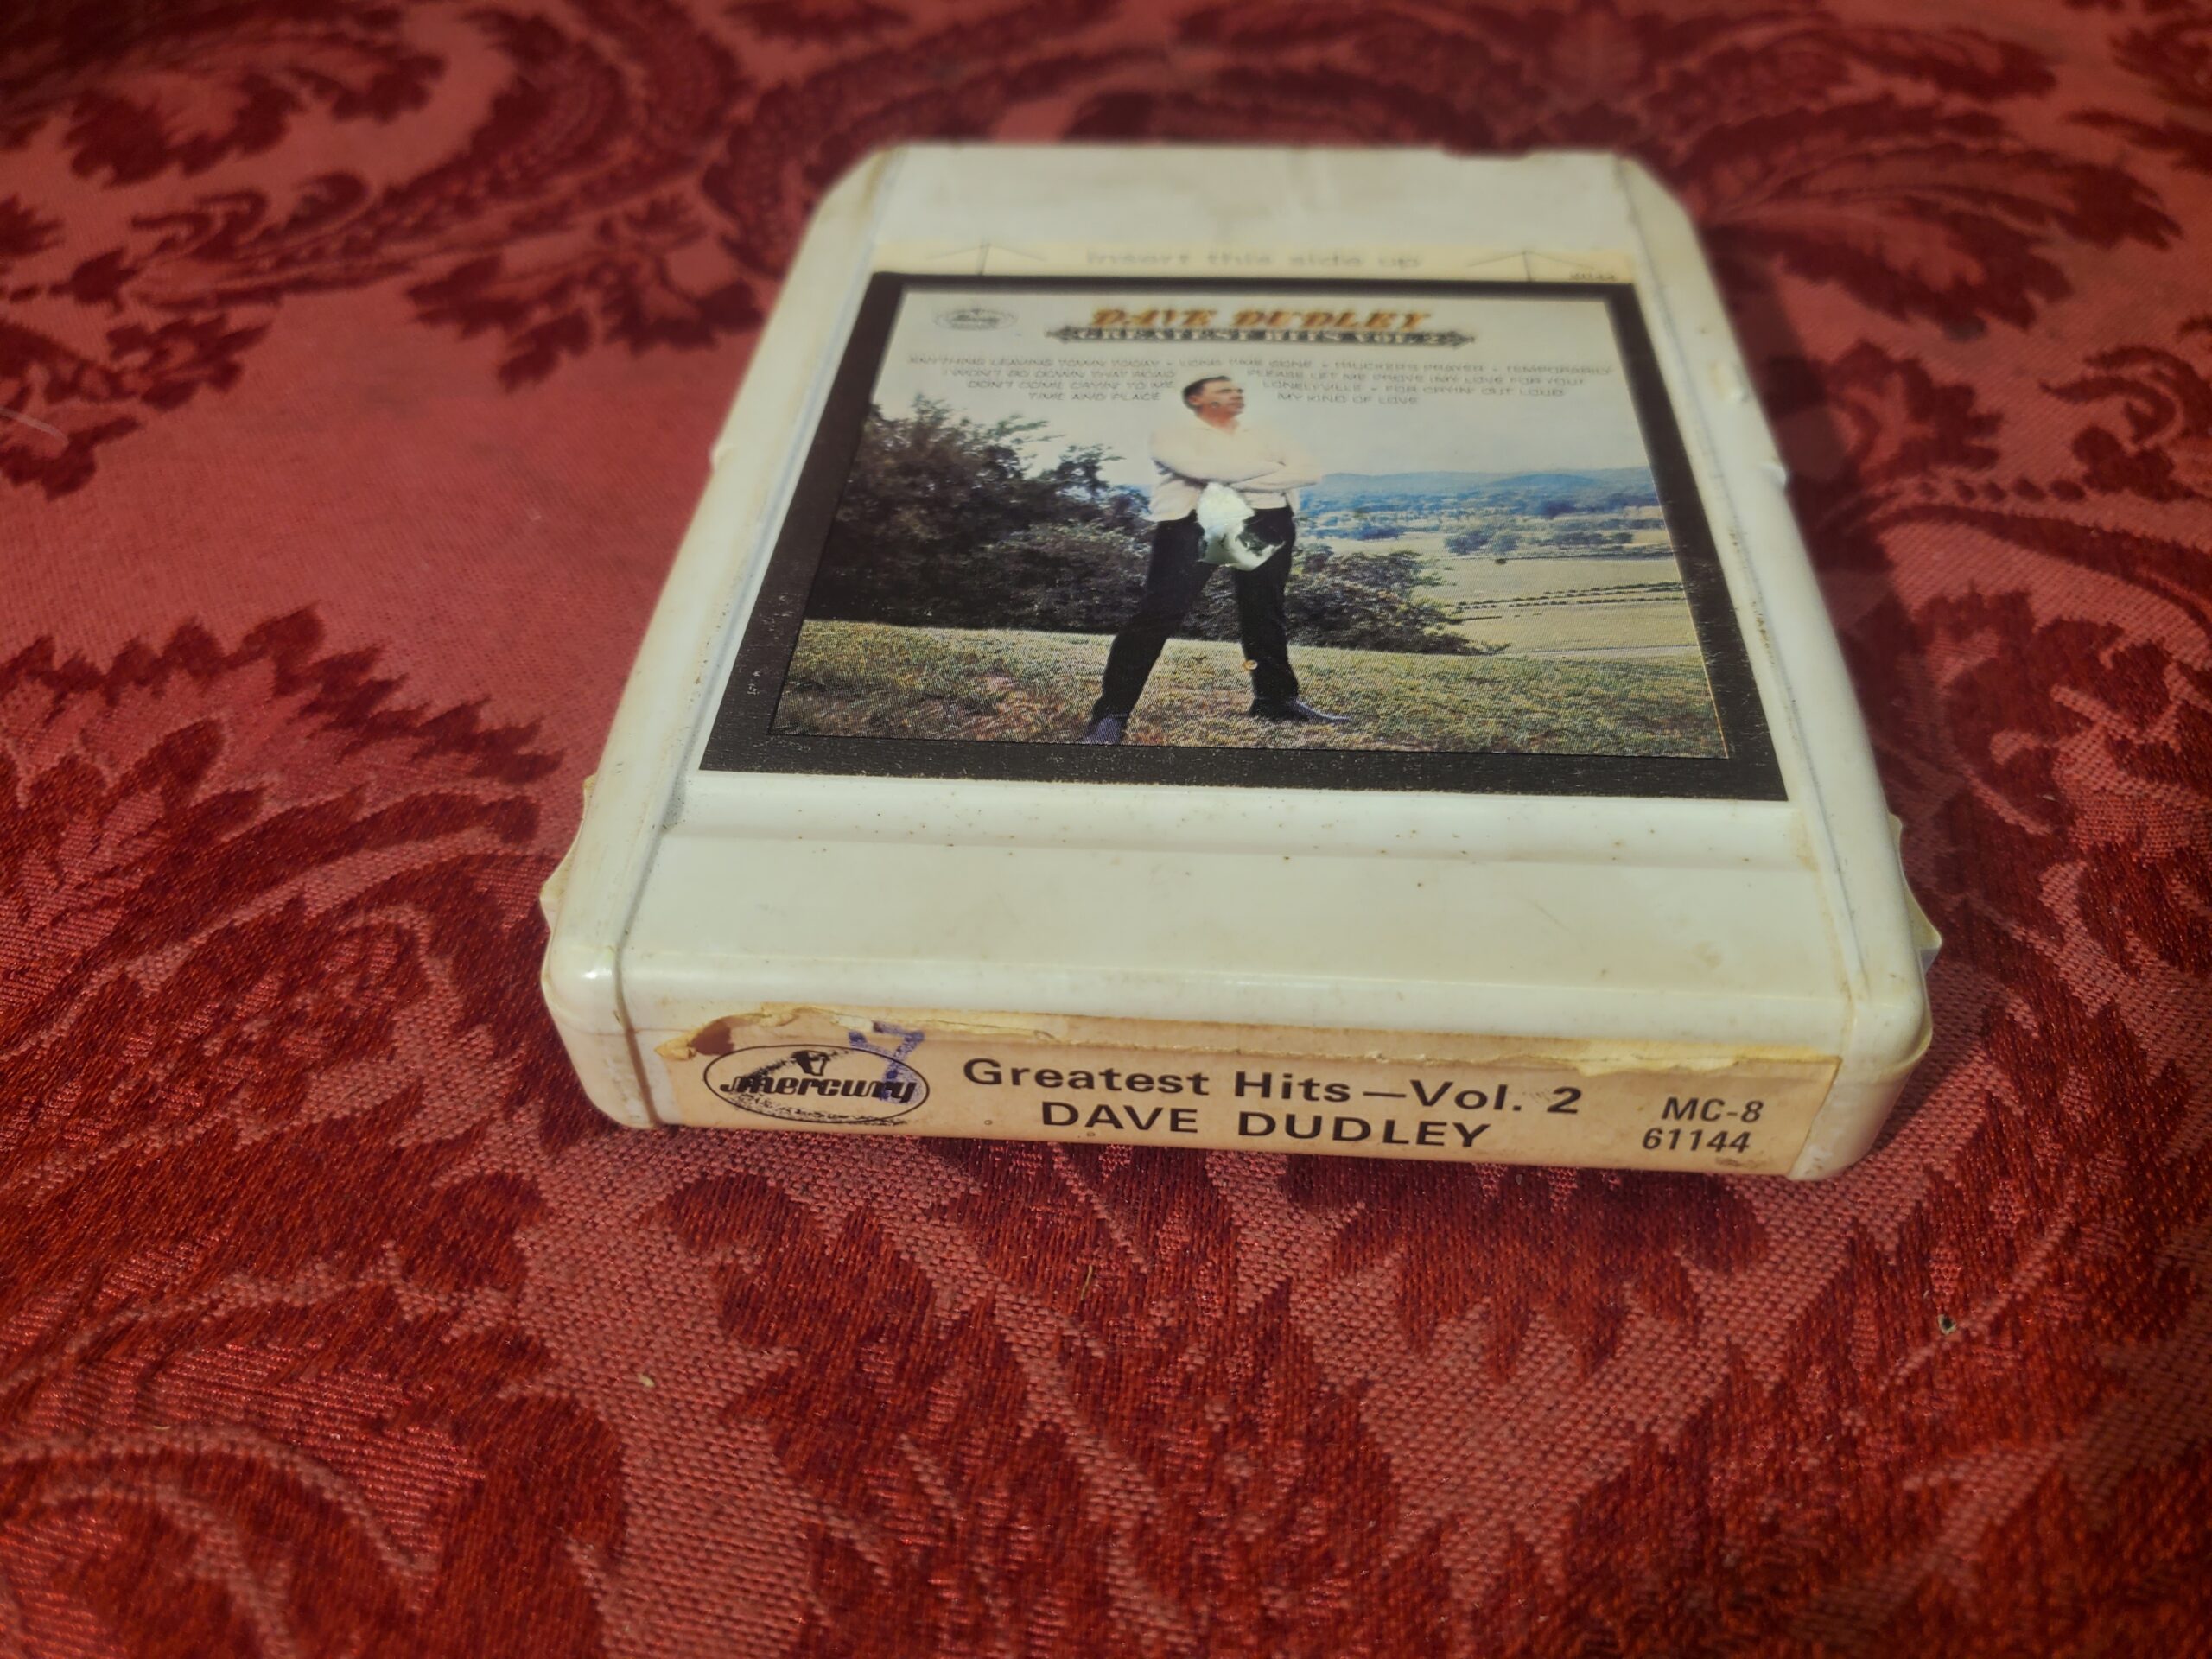 insert this side up
DAVE DUDLEY
GREATEST HITS VOL. 2
ANYTHING LEAVING TOWN TODAY • LONG TIME GONE • TRUCKER'S PRAYER • TEMPORARILY
I WON'T GO DOWN THAT ROAD PLEASE LET ME PROVE (MY LOVE FOR YOU)
DON'T COME CRYIN' TO ME LONELYVILLE • FOR CRYIN' OUT LOUD
TIME AND PLACE MY KIND OF LOVE
mercury
7
Greatest Hits—Vol. 2
DAVE DUDLEY
MC-8
61144